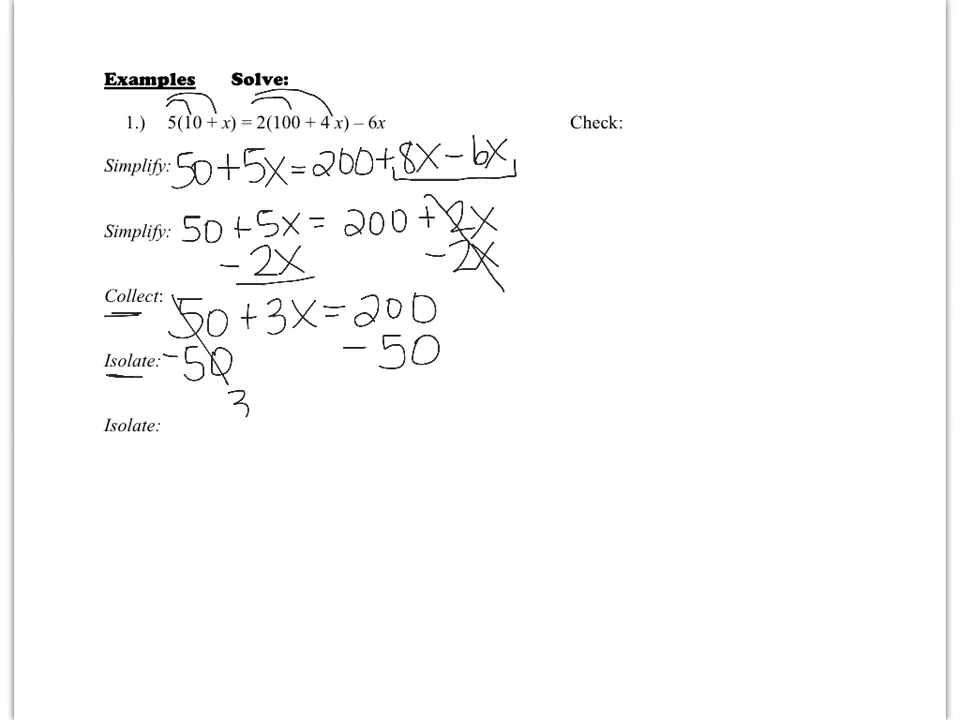 Examples Solve:
1.) 5(10 + x) = 2(100 + 4 x) – 6x Check:
Simplify: 50 + 5x = 200 + 8x - 6x
Simplify: 50 + 5x = 200 + 2x
- 2x - 2x
Collect: 50 + 3x = 200
Isolate: -50 - 50
3
Isolate: